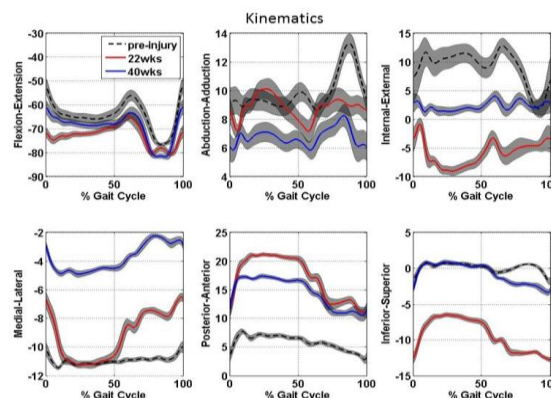 Kinematics
-30
-40
-50
-60
-70
-80
-90
Flexion-Extension
pre-injury
22wks
40wks
0 50 100
% Gait Cycle
14
12
10
8
6
4
Abduction-Adduction
0 50 100
% Gait Cycle
15
10
5
0
-5
-10
Internal-External
0 50 100
% Gait Cycle
-2
-4
-6
-8
-10
-12
Medial-Lateral
0 50 100
% Gait Cycle
25
20
15
10
5
0
Posterior-Anterior
0 50 100
% Gait Cycle
5
0
-5
-10
-15
Inferior-Superior
0 50 100
% Gait Cycle